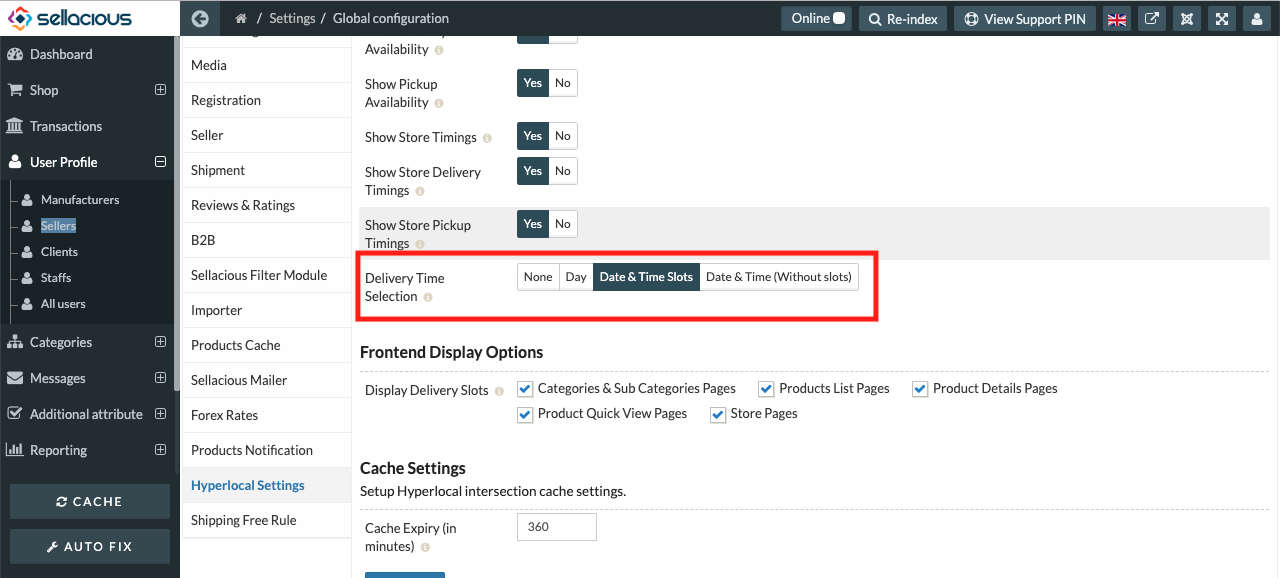 sellacious
/ Settings / Global configuration
Online
Re-index
View Support PIN
Dashboard
Shop
Transactions
User Profile
Manufacturers
Sellers
Clients
Staffs
All users
Categories
Messages
Additional attribute
Reporting
CACHE
AUTO FIX
Media
Registration
Seller
Shipment
Reviews & Ratings
B2B
Sellacious Filter Module
Importer
Products Cache
Sellacious Mailer
Forex Rates
Products Notification
Hyperlocal Settings
Shipping Free Rule
Availability
Show Pickup
Availability
Yes No
Show Store Timings
Yes No
Show Store Delivery
Timings
Yes No
Show Store Pickup
Timings
Yes No
Delivery Time
Selection
None Day Date & Time Slots Date & Time (Without slots)
Frontend Display Options
Display Delivery Slots
Categories & Sub Categories Pages Products List Pages Product Details Pages
Product Quick View Pages Store Pages
Cache Settings
Setup Hyperlocal intersection cache settings.
Cache Expiry (in
minutes)
360